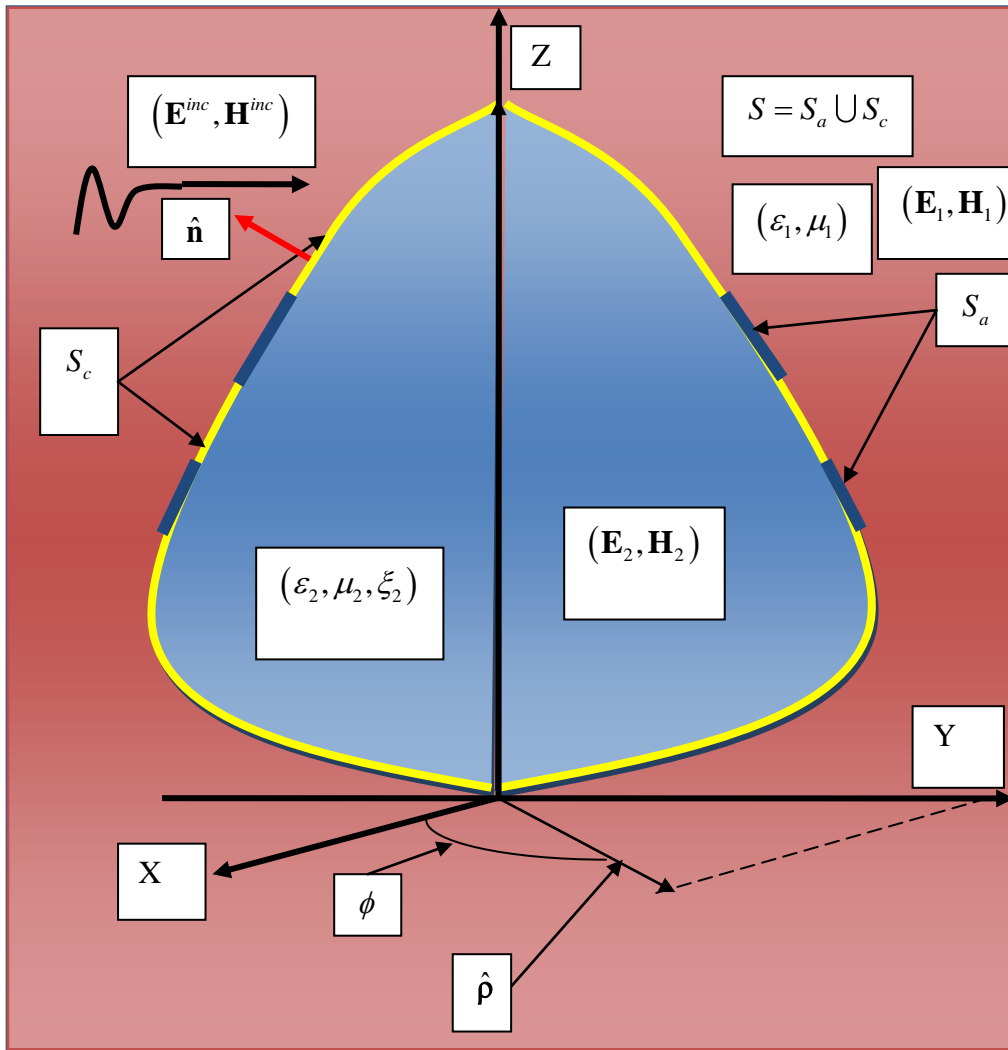 Z
(E^{inc}, H^{inc})
S = S_a ⋃ S_c
n̂
(ε_1, μ_1)
(E_1, H_1)
S_c
S_a
(ε_2, μ_2, ξ_2)
(E_2, H_2)
Y
X
ϕ
ρ̂